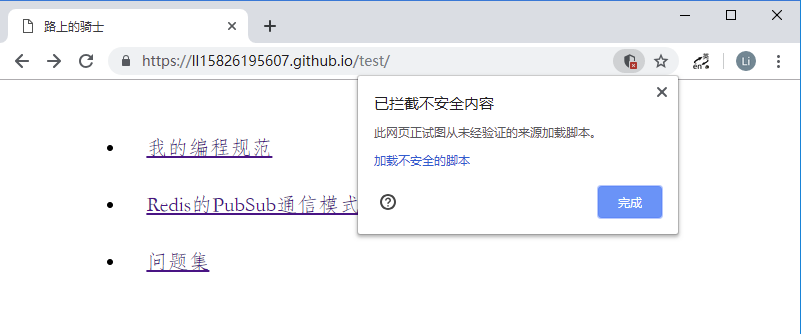 路上的骑士
https://ll15826195607.github.io/test/
英
en
Li
已拦截不安全内容
此网页正试图从未经验证的来源加载脚本。
加载不安全的脚本
完成
我的编程规范
Redis的PubSub通信模式
问题集